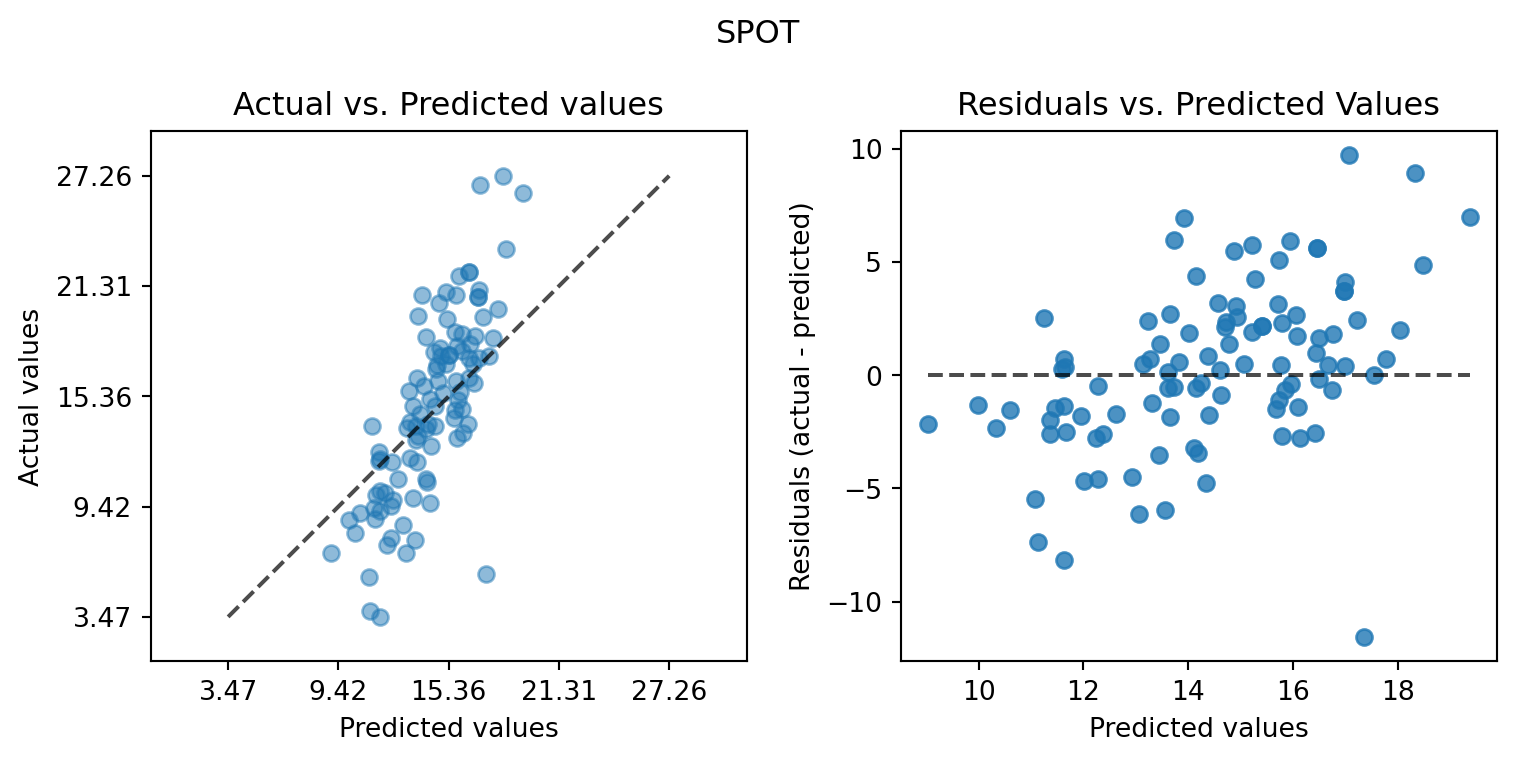 SPOT
Actual vs. Predicted values
27.26
21.31
15.36
9.42
3.47
Actual values
3.47 9.42 15.36 21.31 27.26
Predicted values
Residuals vs. Predicted Values
10
5
0
−5
−10
Residuals (actual - predicted)
10 12 14 16 18
Predicted values